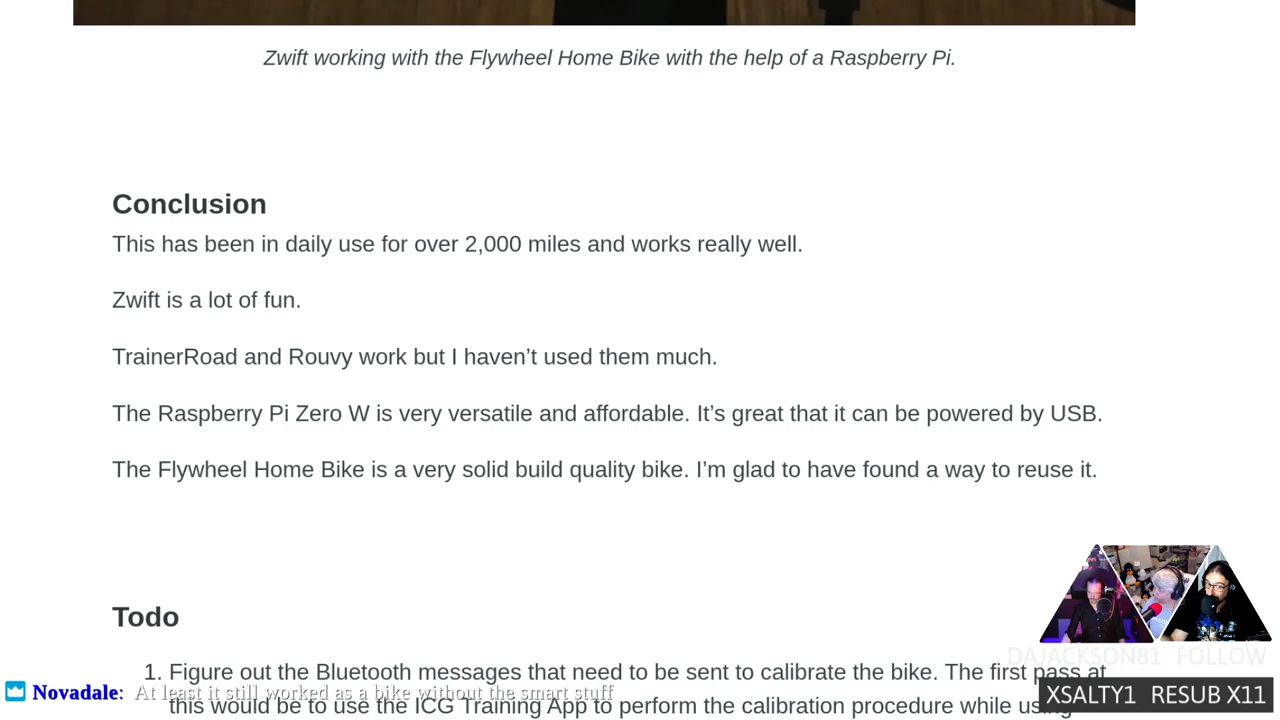 Zwift working with the Flywheel Home Bike with the help of a Raspberry Pi.
Conclusion
This has been in daily use for over 2,000 miles and works really well.
Zwift is a lot of fun.
TrainerRoad and Rouvy work but I haven’t used them much.
The Raspberry Pi Zero W is very versatile and affordable. It’s great that it can be powered by USB.
The Flywheel Home Bike is a very solid build quality bike. I’m glad to have found a way to reuse it.
Todo
1. Figure out the Bluetooth messages that need to be sent to calibrate the bike. The first pass at
this would be to use the ICG Training App to perform the calibration procedure while using
Novadale: At least it still worked as a bike without the smart stuff
DAJACKSON81 FOLLOW
XSALTY1 RESUB X11